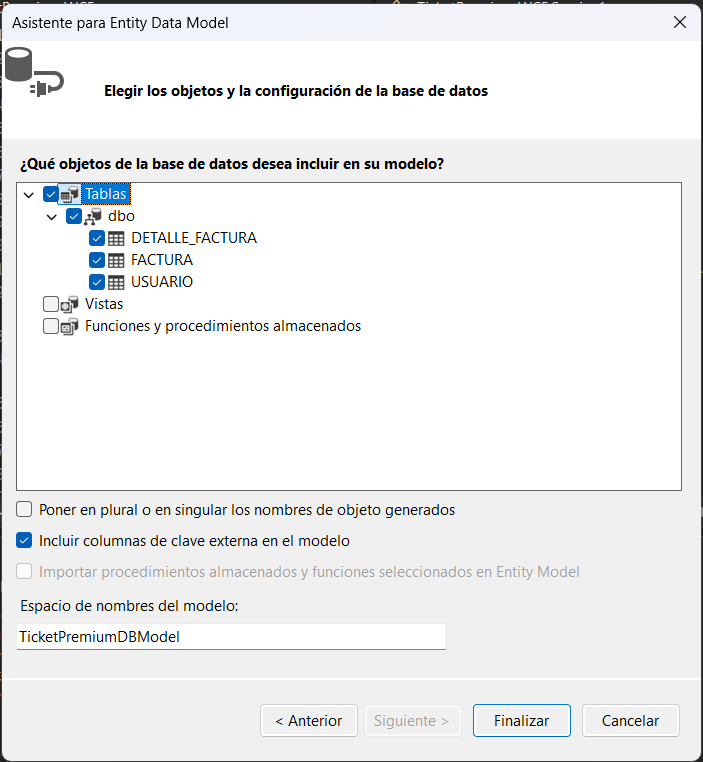 Asistente para Entity Data Model
Elegir los objetos y la configuración de la base de datos
¿Qué objetos de la base de datos desea incluir en su modelo?
Tablas
dbo
DETALLE_FACTURA
FACTURA
USUARIO
Vistas
Funciones y procedimientos almacenados
Poner en plural o en singular los nombres de objeto generados
Incluir columnas de clave externa en el modelo
Importar procedimientos almacenados y funciones seleccionados en Entity Model
Espacio de nombres del modelo:
TicketPremiumDBModel
< Anterior Siguiente > Finalizar Cancelar